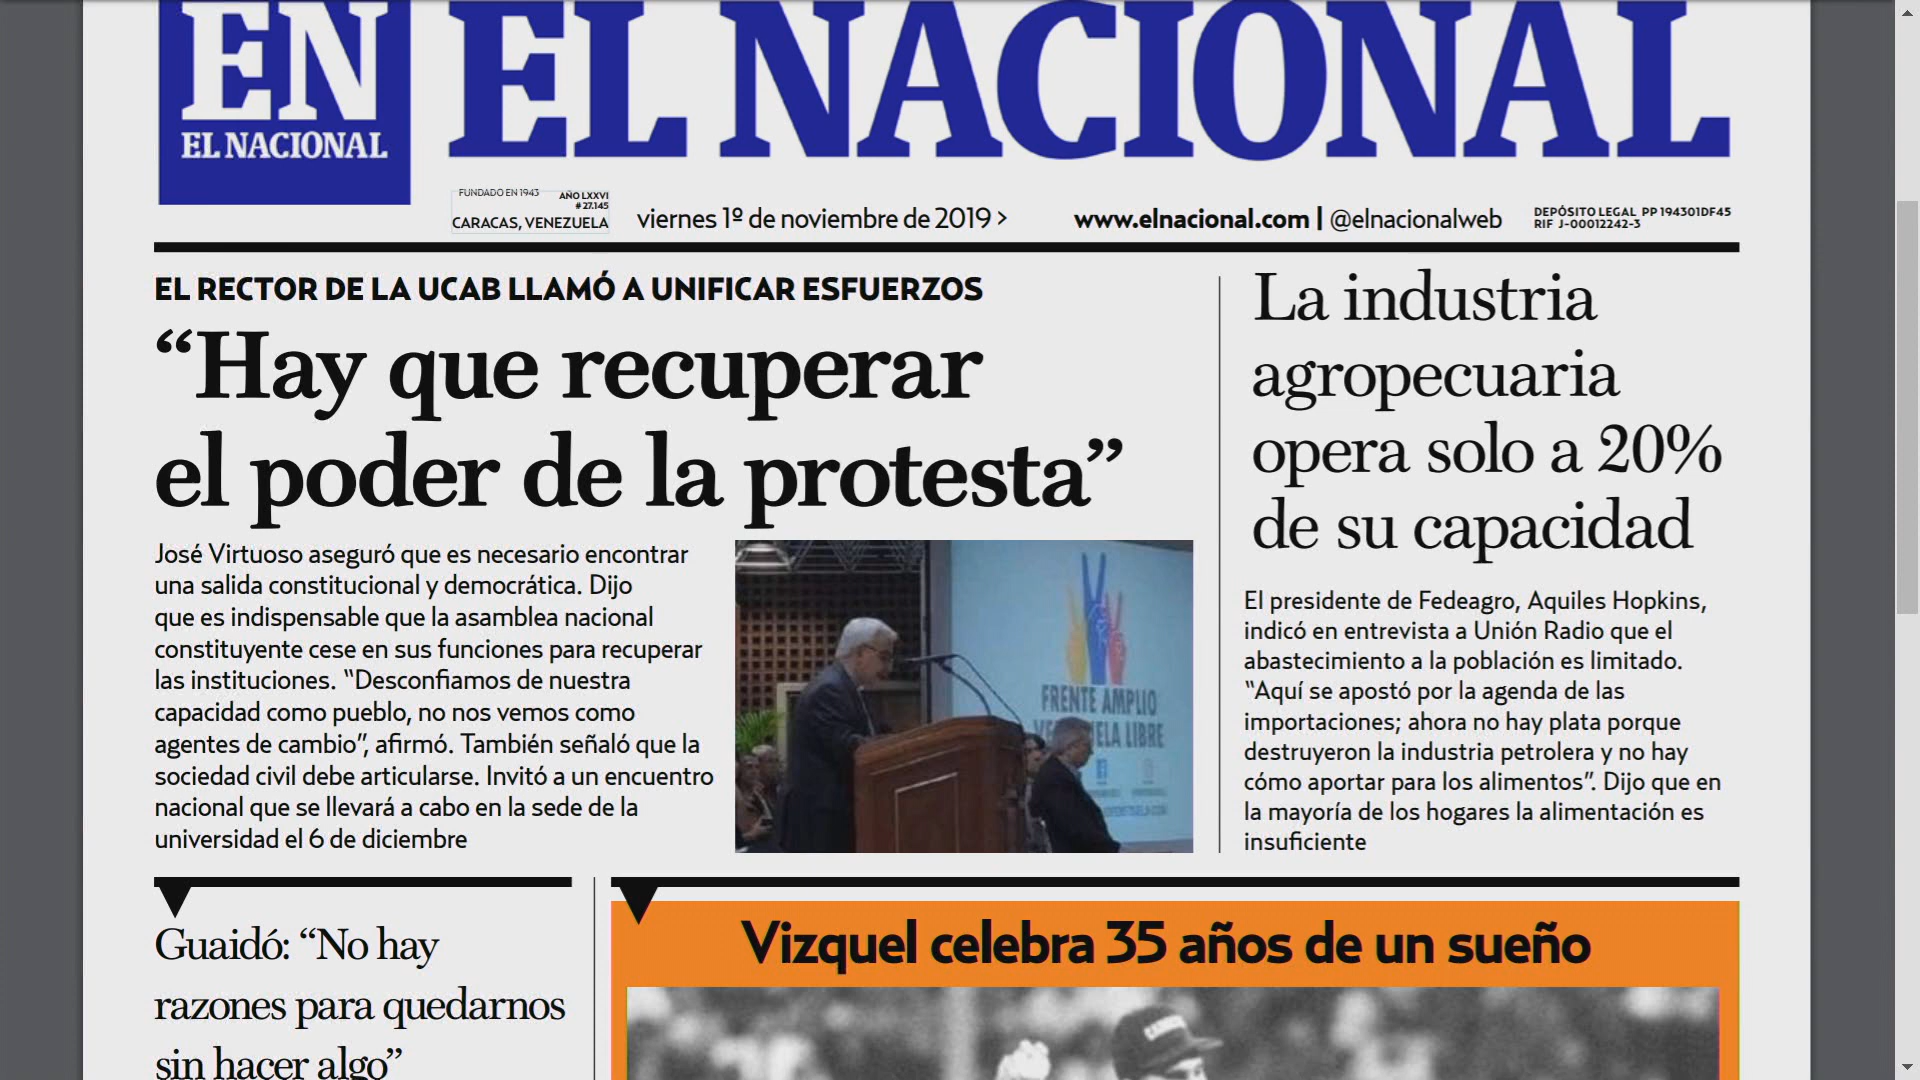 EN
EL NACIONAL
EL NACIONAL
FUNDADO EN 1943
AÑO LXXVI
# 27.145
CARACAS, VENEZUELA
viernes 1º de noviembre de 2019 >
www.elnacional.com | @elnacionalweb
DEPÓSITO LEGAL PP 194301DF45
RIF J-00012242-3
EL RECTOR DE LA UCAB LLAMÓ A UNIFICAR ESFUERZOS
“Hay que recuperar
el poder de la protesta”
José Virtuoso aseguró que es necesario encontrar
una salida constitucional y democrática. Dijo
que es indispensable que la asamblea nacional
constituyente cese en sus funciones para recuperar
las instituciones. “Desconfiamos de nuestra
capacidad como pueblo, no nos vemos como
agentes de cambio”, afirmó. También señaló que la
sociedad civil debe articularse. Invitó a un encuentro
nacional que se llevará a cabo en la sede de la
universidad el 6 de diciembre
FRENTE AMPLIO
LIBRE
La industria
agropecuaria
opera solo a 20%
de su capacidad
El presidente de Fedeagro, Aquiles Hopkins,
indicó en entrevista a Unión Radio que el
abastecimiento a la población es limitado.
“Aquí se apostó por la agenda de las
importaciones; ahora no hay plata porque
destruyeron la industria petrolera y no hay
cómo aportar para los alimentos”. Dijo que en
la mayoría de los hogares la alimentación es
insuficiente
Guaidó: “No hay
razones para quedarnos
sin hacer algo”
Vizquel celebra 35 años de un sueño